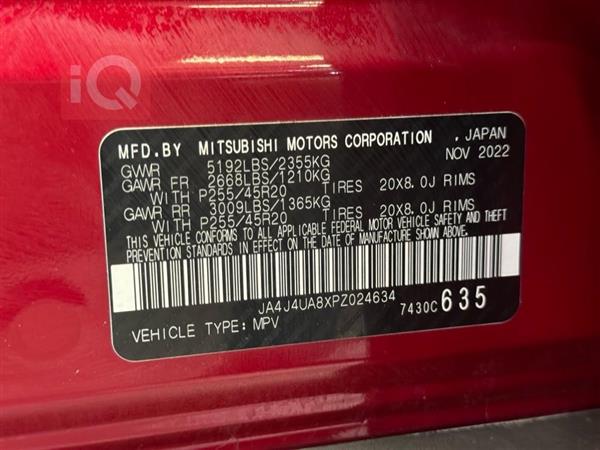 iQ
MFD.BY MITSUBISHI MOTORS CORPORATION , JAPAN
GVWR 5192LBS/2355KG NOV 2022
GAWR FR 2668LBS/1210KG
WITH P255/45R20 TIRES 20X8.0J RIMS
GAWR RR 3009LBS/1365KG
WITH P255/45R20 TIRES 20X8.0J RIMS
THIS VEHICLE CONFORMS TO ALL APPLICABLE FEDERAL MOTOR VEHICLE SAFETY AND THEFT
PREVENTION STANDARDS IN EFFECT ON THE DATE OF MANUFACTURE SHOWN ABOVE.
JA4J4UA8XPZ024634 7430C 635
VEHICLE TYPE: MPV